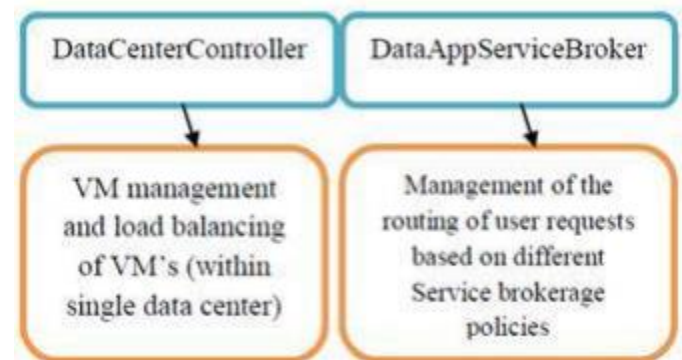 DataCenterController
DataAppServiceBroker
VM management
and load balancing
of VM's (within
single data center)
Management of the
routing of user requests
based on different
Service brokerage
policies